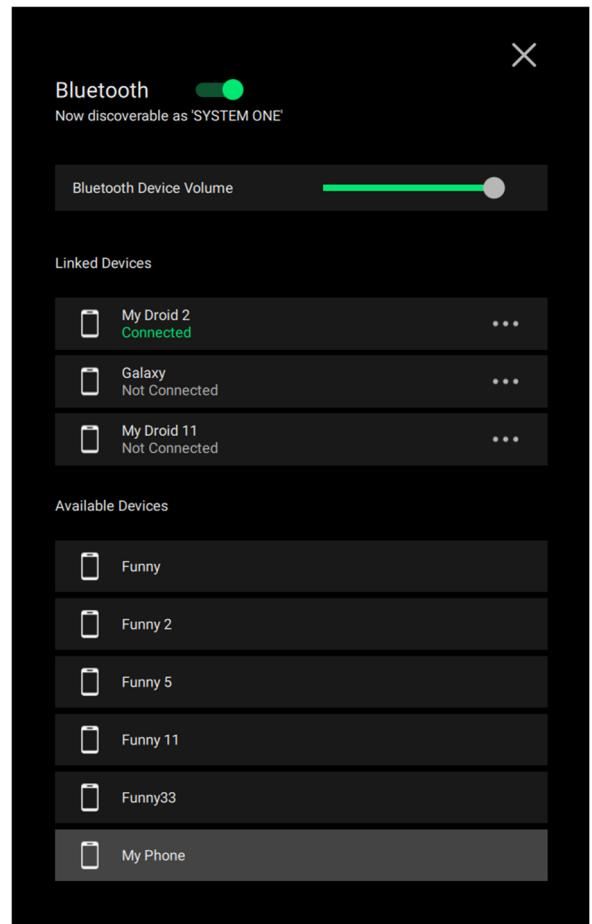 Bluetooth
Now discoverable as 'SYSTEM ONE'
Bluetooth Device Volume
Linked Devices
My Droid 2
Connected
Galaxy
Not Connected
My Droid 11
Not Connected
Available Devices
Funny
Funny 2
Funny 5
Funny 11
Funny33
My Phone